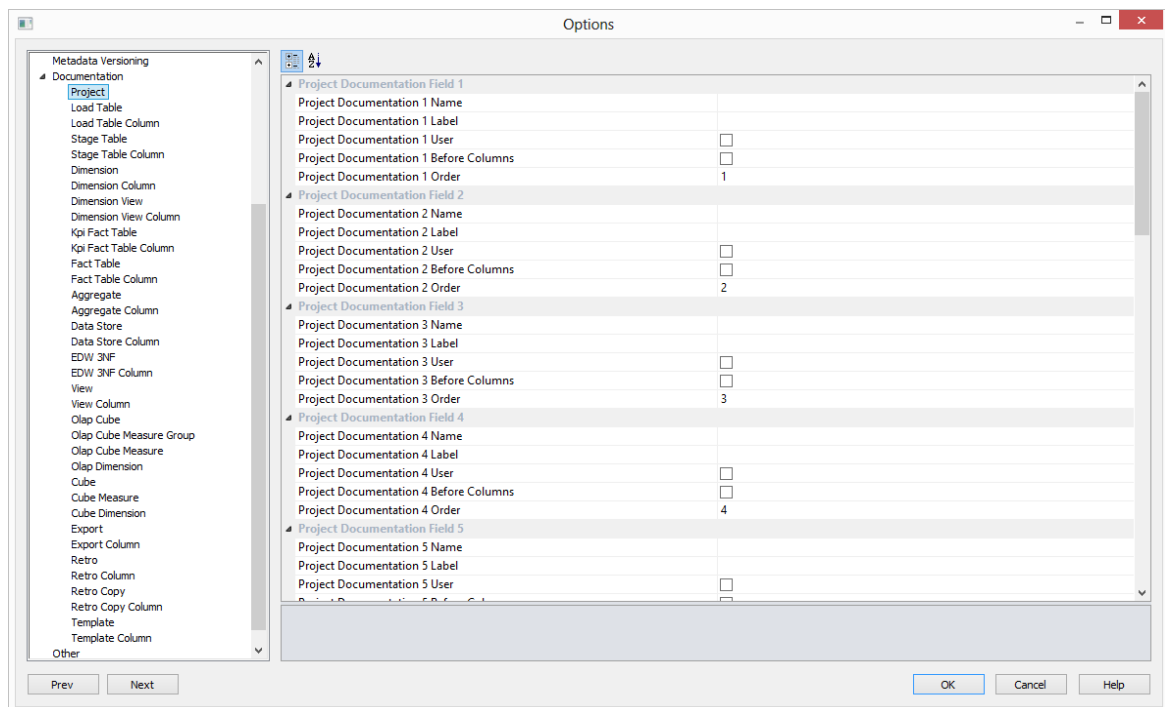 Options
Metadata Versioning
Documentation
Project
Load Table
Load Table Column
Stage Table
Stage Table Column
Dimension
Dimension Column
Dimension View
Dimension View Column
Kpi Fact Table
Kpi Fact Table Column
Fact Table
Fact Table Column
Aggregate
Aggregate Column
Data Store
Data Store Column
EDW 3NF
EDW 3NF Column
View
View Column
Olap Cube
Olap Cube Measure Group
Olap Cube Measure
Olap Dimension
Cube
Cube Measure
Cube Dimension
Export
Export Column
Retro
Retro Column
Retro Copy
Retro Copy Column
Template
Template Column
Other
Project Documentation Field 1
Project Documentation 1 Name
Project Documentation 1 Label
Project Documentation 1 User
Project Documentation 1 Before Columns
Project Documentation 1 Order 1
Project Documentation Field 2
Project Documentation 2 Name
Project Documentation 2 Label
Project Documentation 2 User
Project Documentation 2 Before Columns
Project Documentation 2 Order 2
Project Documentation Field 3
Project Documentation 3 Name
Project Documentation 3 Label
Project Documentation 3 User
Project Documentation 3 Before Columns
Project Documentation 3 Order 3
Project Documentation Field 4
Project Documentation 4 Name
Project Documentation 4 Label
Project Documentation 4 User
Project Documentation 4 Before Columns
Project Documentation 4 Order 4
Project Documentation Field 5
Project Documentation 5 Name
Project Documentation 5 Label
Project Documentation 5 User
Prev Next OK Cancel Help